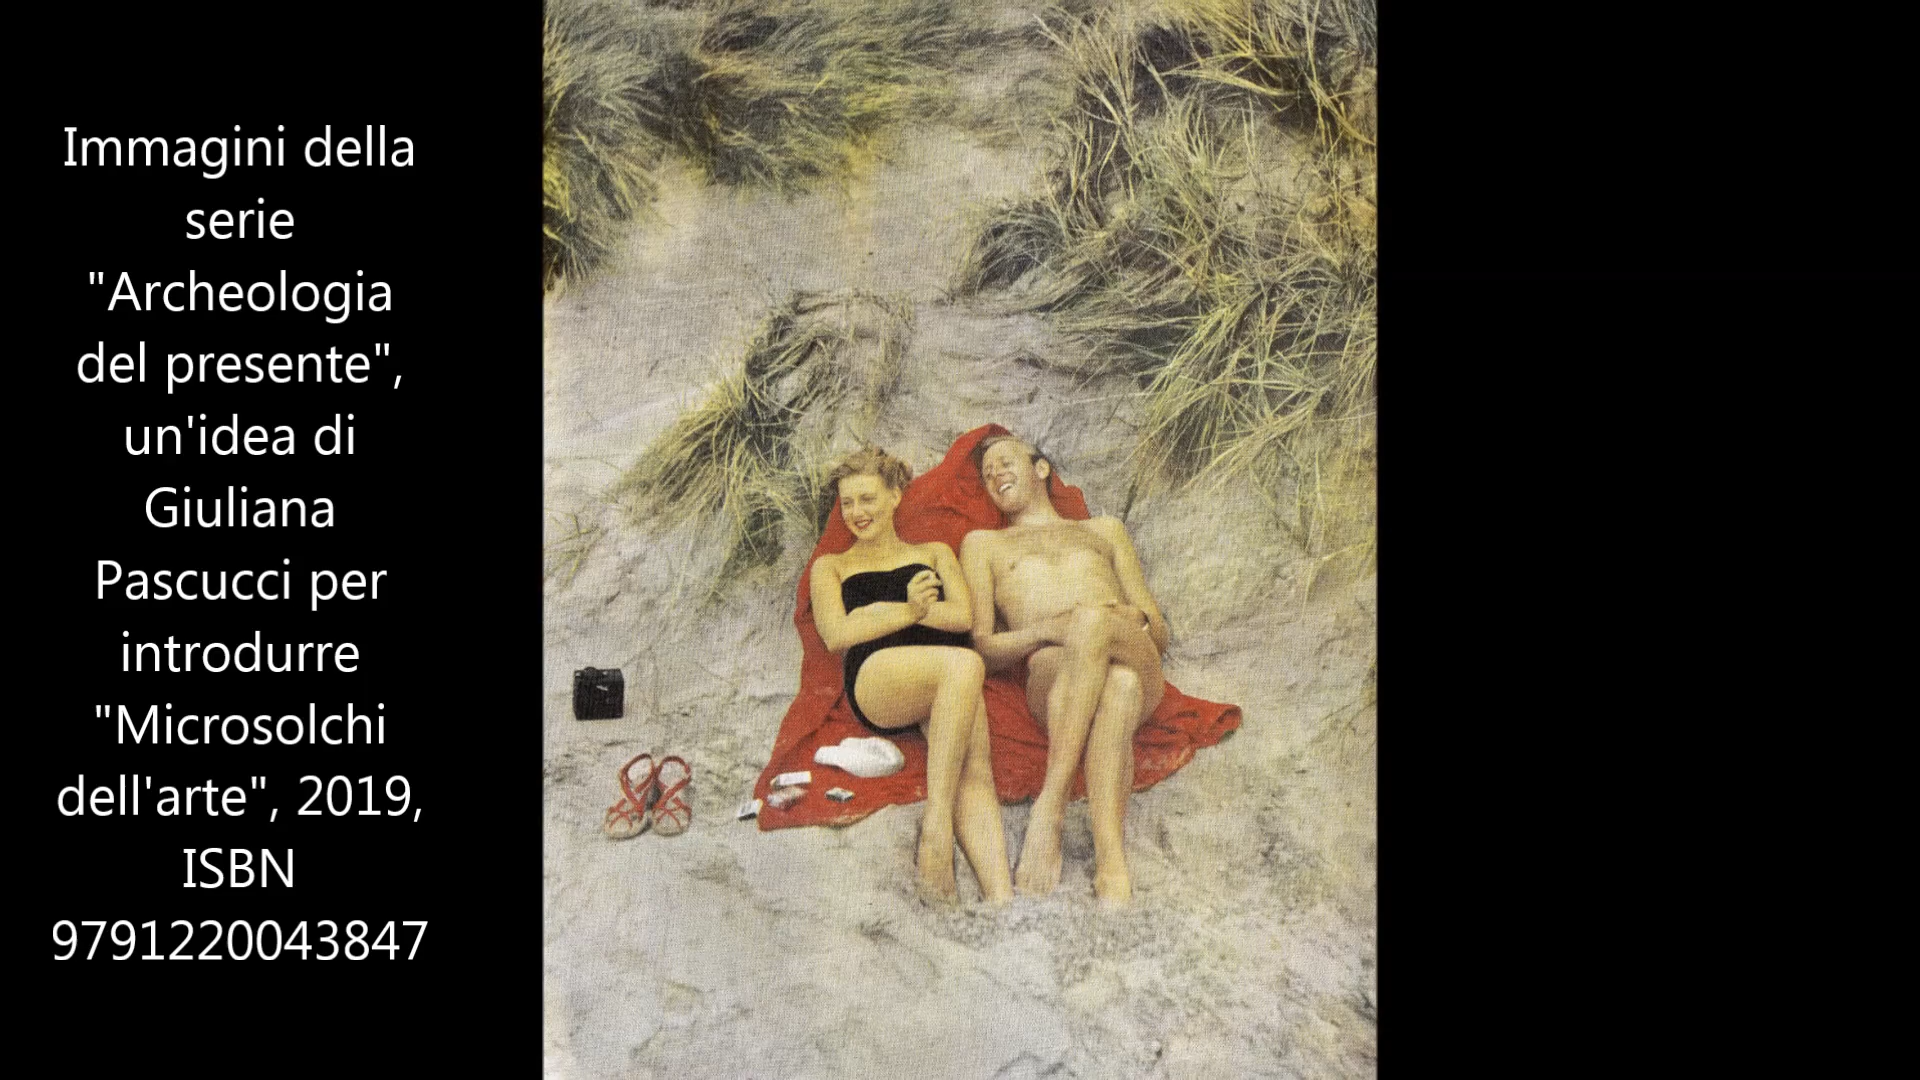 Immagini della
serie
"Archeologia
del presente",
un'idea di
Giuliana
Pascucci per
introdurre
"Microsolchi
dell'arte", 2019,
ISBN
9791220043847